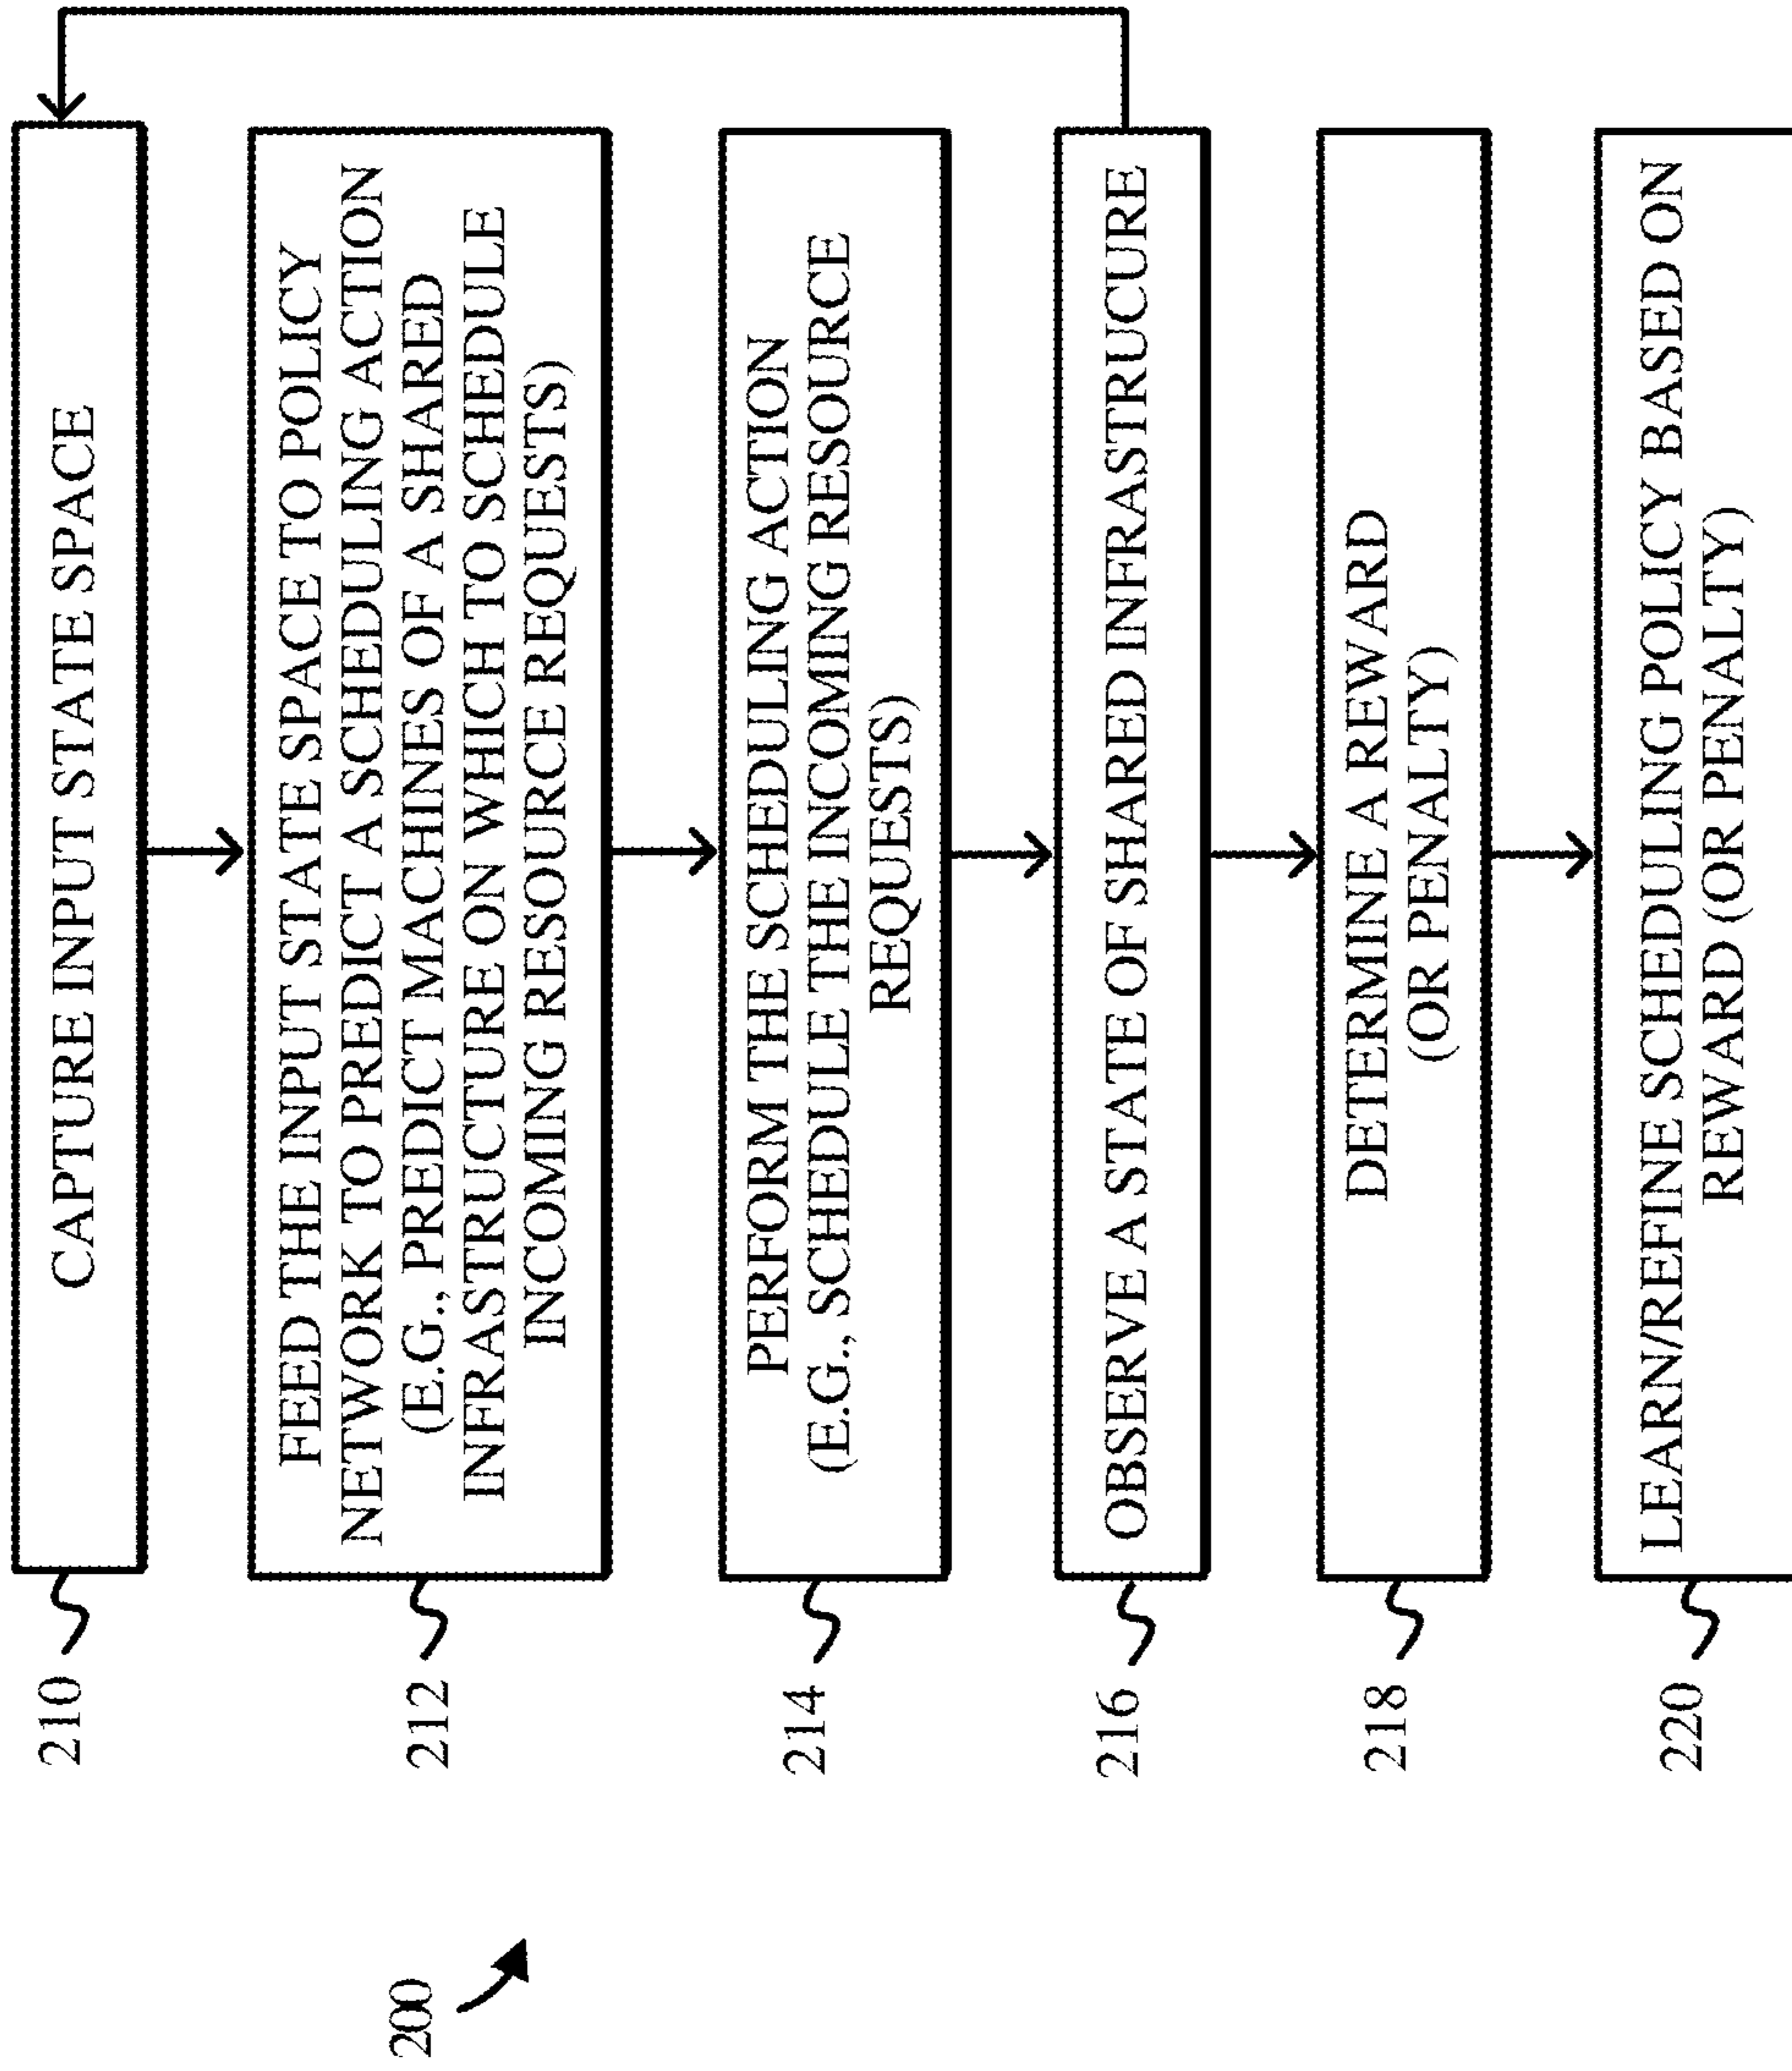 200
210
CAPTURE INPUT STATE SPACE
212
FEED THE INPUT STATE SPACE TO POLICY
NETWORK TO PREDICT A SCHEDULING ACTION
(E.G., PREDICT MACHINES OF A SHARED
INFRASTRUCTURE ON WHICH TO SCHEDULE
INCOMING RESOURCE REQUESTS)
214
PERFORM THE SCHEDULING ACTION
(E.G., SCHEDULE THE INCOMING RESOURCE
REQUESTS)
216
OBSERVE A STATE OF SHARED INFRASTRUCURE
218
DETERMINE A REWARD
(OR PENALTY)
220
LEARN/REFINE SCHEDULING POLICY BASED ON
REWARD (OR PENALTY)